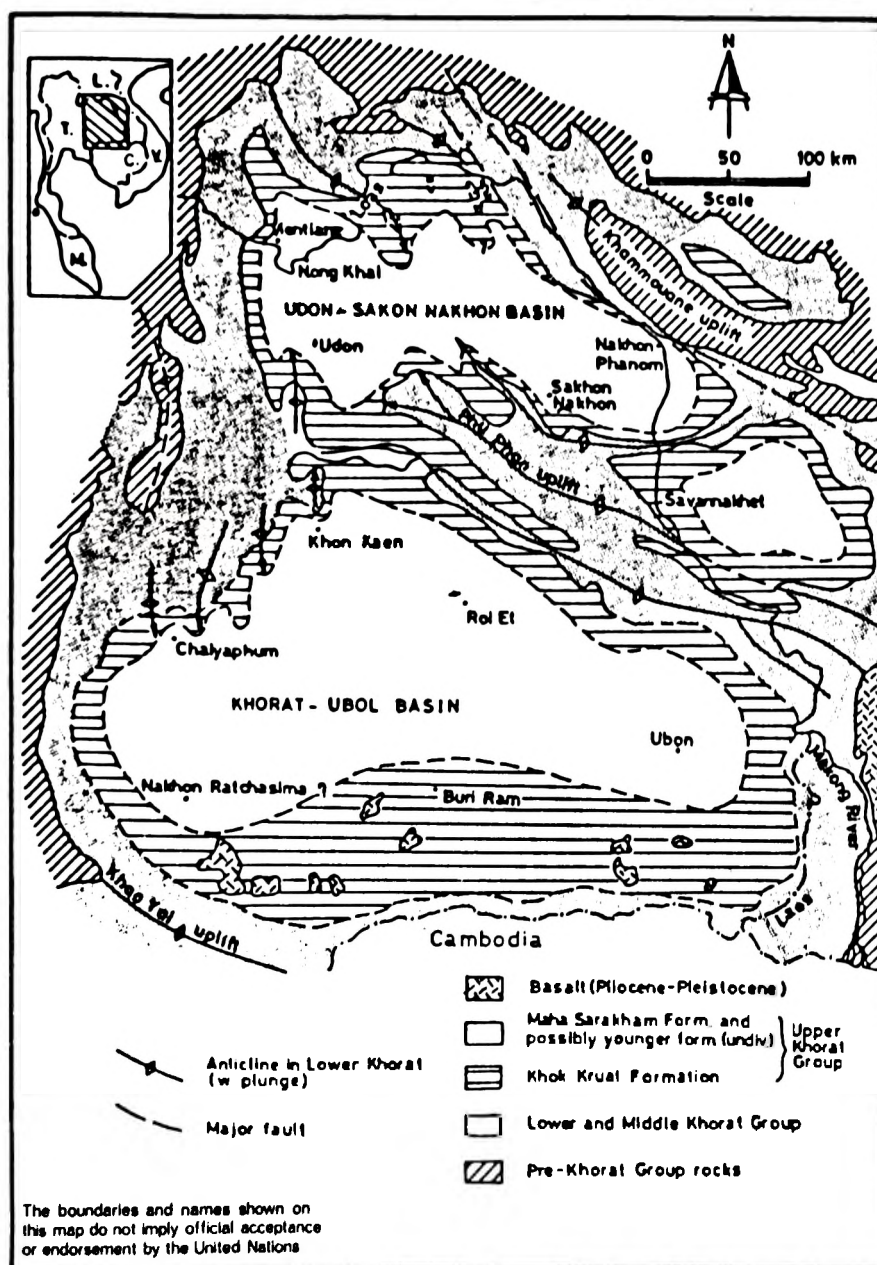 L.?
T.
C.
V.
M.
N
0 50 100 km
Scale
Vientiane
Nong Khai
UDON - SAKON NAKHON BASIN
Udon
Nakhon
Phanom
Sakhon
Nakhon
Khammouane uplift
Phu Phan uplift
Savannakhet
Khon Kaen
Roi Et
Chaiyaphum
KHORAT - UBOL BASIN
Ubon
Nakhon Ratchasima ?
Buri Ram
Mekong River
Laos
Khao Yai uplift
Cambodia
Basalt (Pliocene-Pleistocene)
Maha Sarakham Form. and
possibly younger form (undiv.)
Upper
Khorat
Group
Khok Kruat Formation
Lower and Middle Khorat Group
Pre-Khorat Group rocks
Anticline in Lower Khorat
(w plunge)
Major fault
The boundaries and names shown on
this map do not imply official acceptance
or endorsement by the United Nations